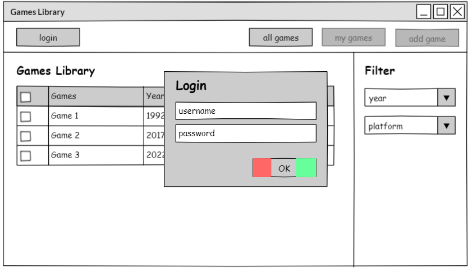 Games Library
login
all games
my games
add game
Games Library
Games
Year
Game 1
1992
Game 2
2017
Game 3
2022
Login
username
password
OK
Filter
year
platform